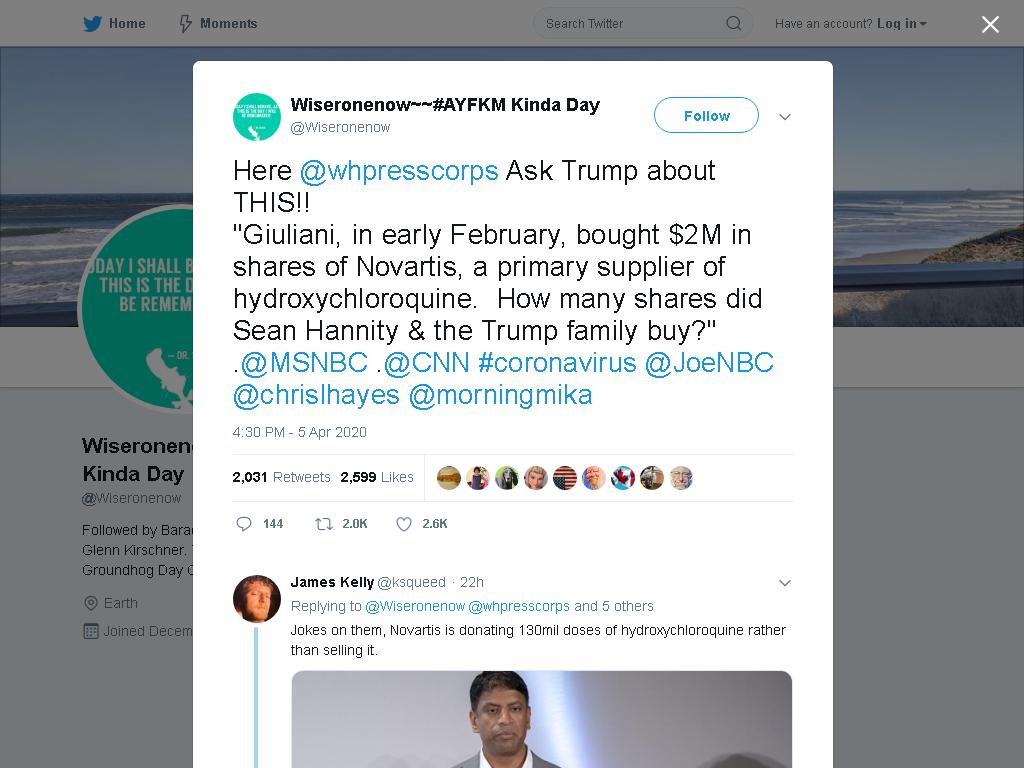 Home
Moments
Search Twitter
Have an account? Log in
Wiseronenow~~#AYFKM Kinda Day
@Wiseronenow
Follow
Here @whpresscorps Ask Trump about
THIS!!
"Giuliani, in early February, bought $2M in
shares of Novartis, a primary supplier of
hydroxychloroquine.  How many shares did
Sean Hannity & the Trump family buy?"
.@MSNBC .@CNN #coronavirus @JoeNBC
@chrislhayes @morningmika
4:30 PM - 5 Apr 2020
2,031 Retweets 2,599 Likes
144 2.0K 2.6K
James Kelly @ksqueed · 22h
Replying to @Wiseronenow @whpresscorps and 5 others
Jokes on them, Novartis is donating 130mil doses of hydroxychloroquine rather
than selling it.
DAY I SHALL B
THIS IS THE D
BE REMEM
– DR.
Wiseronen
Kinda Day
@Wiseronenow
Followed by Bara
Glenn Kirschner.
Groundhog Day
Earth
Joined Decem